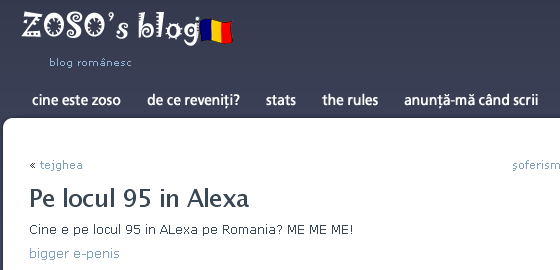 ZOSO's blog
blog românesc
cine este zoso de ce reveniți? stats the rules anunță-mă când scrii
« tejghea șoferism
Pe locul 95 in Alexa
Cine e pe locul 95 in ALexa pe Romania? ME ME ME!
bigger e-penis